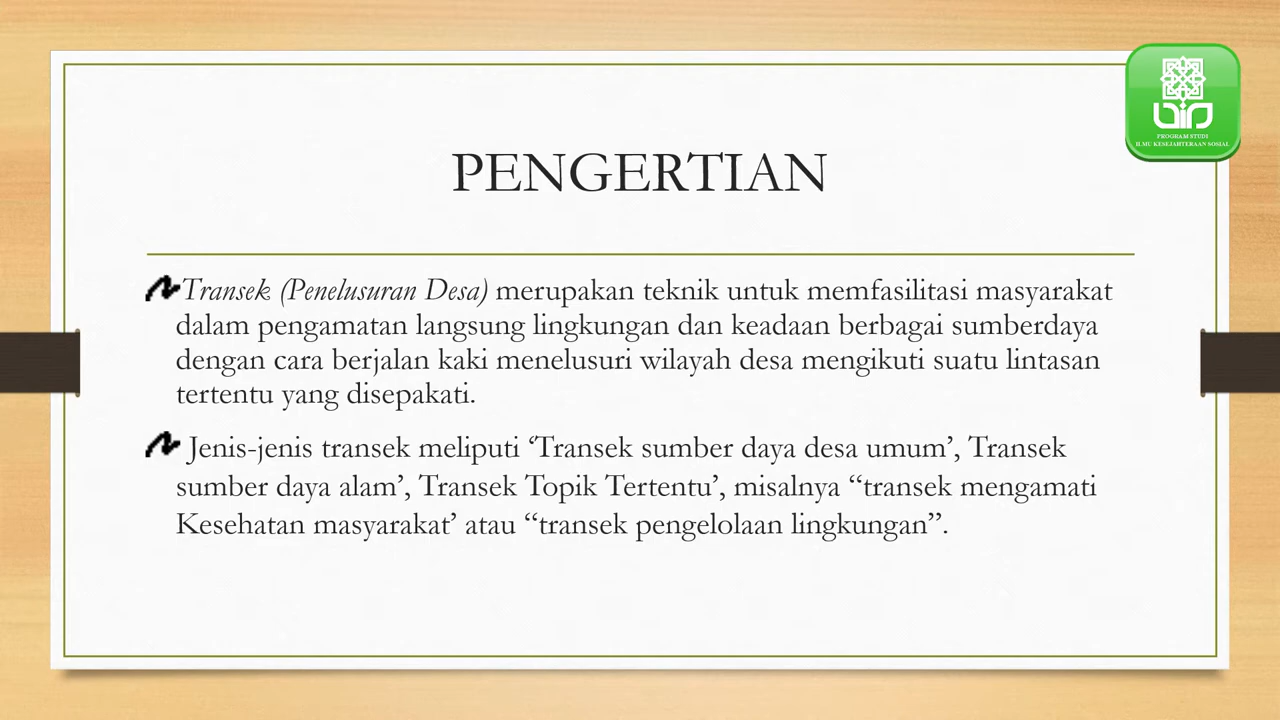 PROGRAM STUDI
ILMU KESEJAHTERAAN SOSIAL
PENGERTIAN
Transek (Penelusuran Desa) merupakan teknik untuk memfasilitasi masyarakat
dalam pengamatan langsung lingkungan dan keadaan berbagai sumberdaya
dengan cara berjalan kaki menelusuri wilayah desa mengikuti suatu lintasan
tertentu yang disepakati.
Jenis-jenis transek meliputi ‘Transek sumber daya desa umum’, Transek
sumber daya alam’, Transek Topik Tertentu’, misalnya “transek mengamati
Kesehatan masyarakat’ atau “transek pengelolaan lingkungan”.